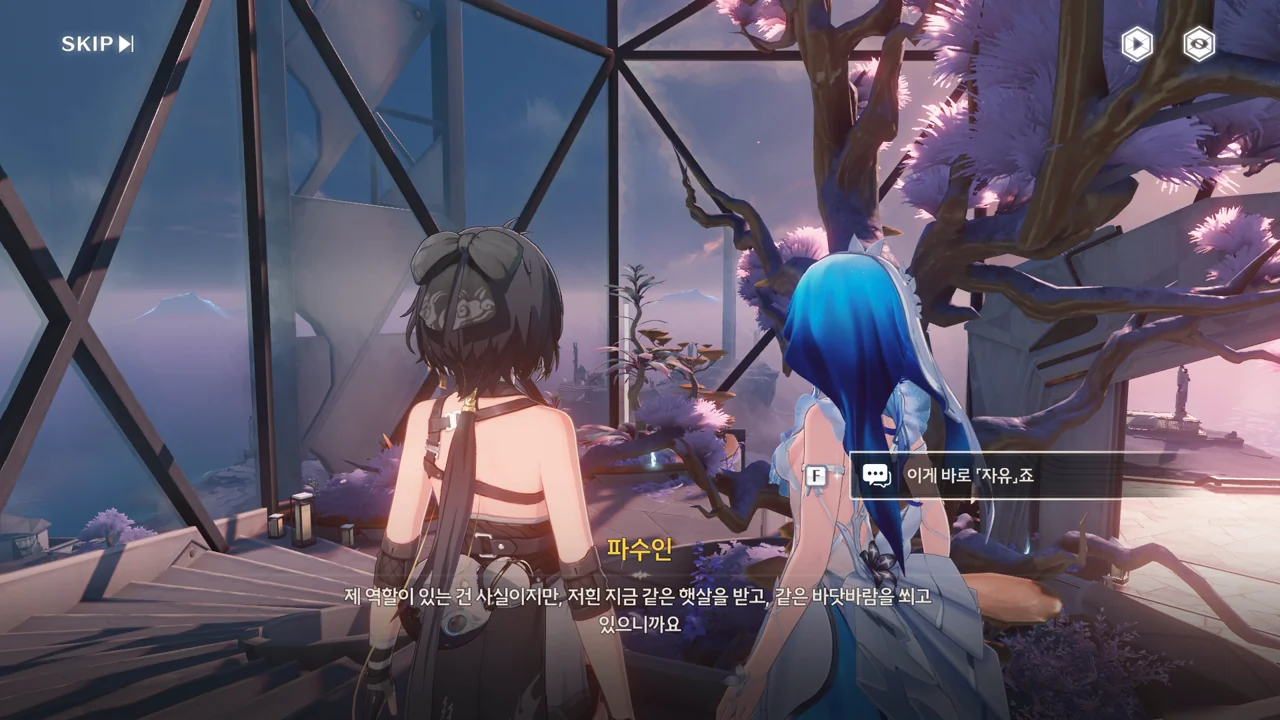 SKIP
F
이게 바로 「자유」죠
파수인
제 역할이 있는 건 사실이지만, 저흰 지금 같은 햇살을 받고, 같은 바닷바람을 쐬고
있으니까요